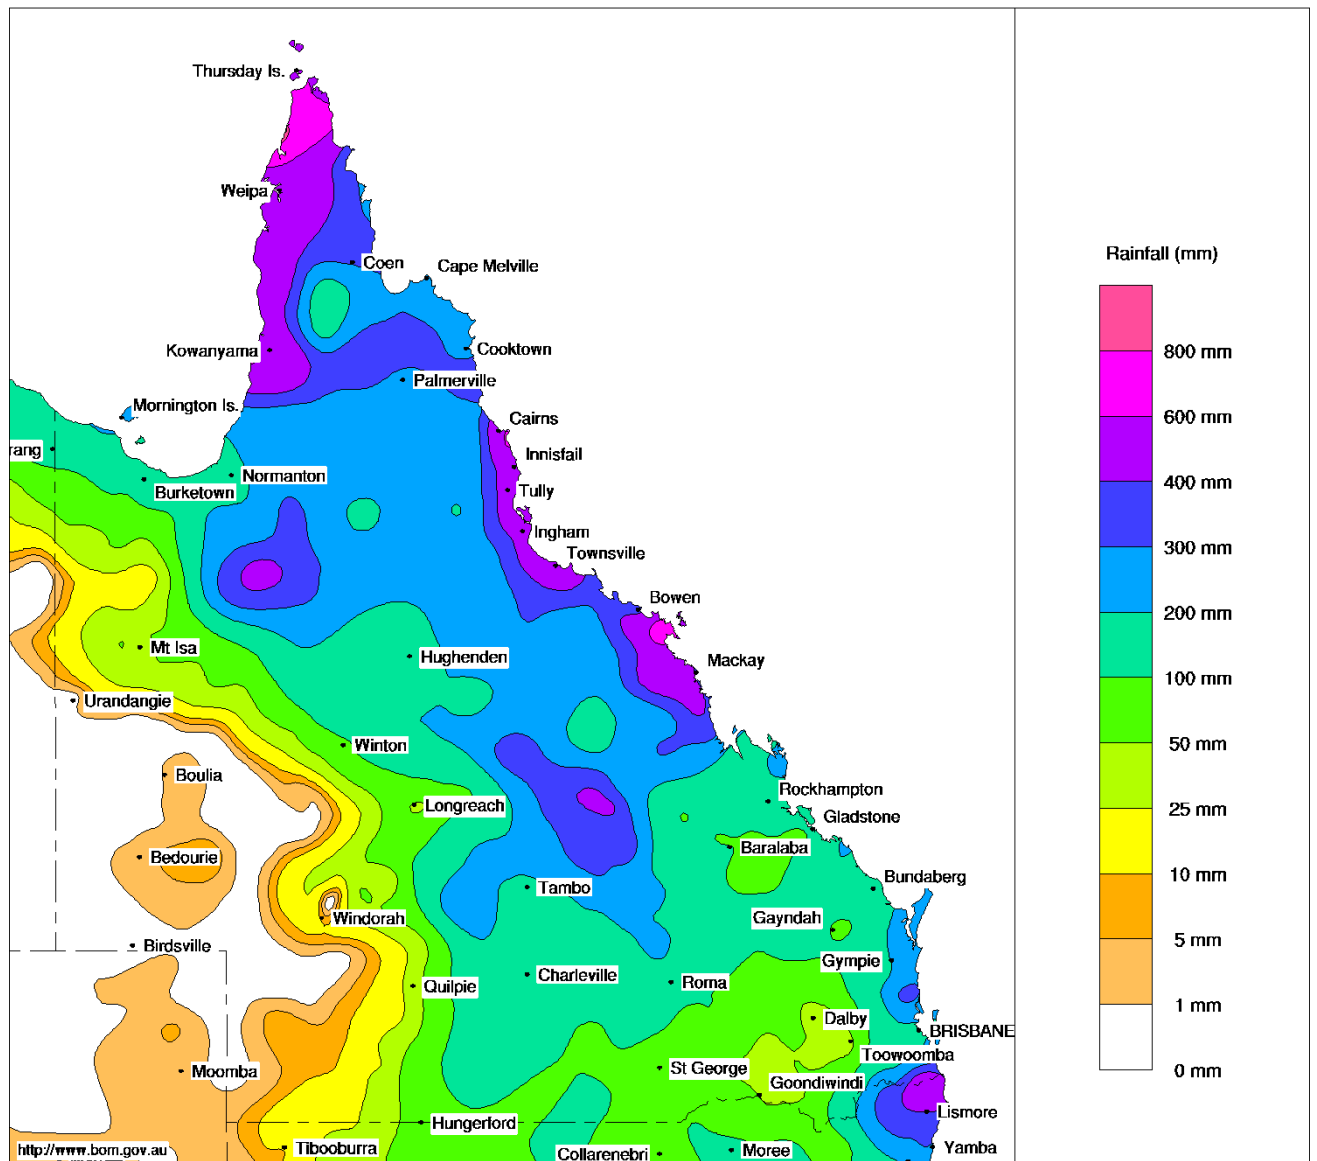 Thursday Is.
Weipa
Rainfall (mm)
Coen
Cape Melville
800 mm
Kowanyama
Cooktown
Palmerville
Mornington Is.
600 mm
Cairns
rang
Innisfail
Normanton
400 mm
Burketown
Tully
Ingham
300 mm
Townsville
Bowen
200 mm
Mt Isa
Hughenden
Mackay
100 mm
Urandangie
Winton
50 mm
Boulia
Rockhampton
Longreach
25 mm
Gladstone
Baralaba
Bedourie
10 mm
Tambo
Bundaberg
Windorah
Gayndah
5 mm
Birdsville
Gympie
Charleville
Roma
Quilpie
1 mm
Dalby
BRISBANE
Toowoomba
St George
Moomba
0 mm
Goondiwindi
Lismore
Hungerford
http://www.bom.gov.au
Tibooburra
Collarenebri
Moree
Yamba